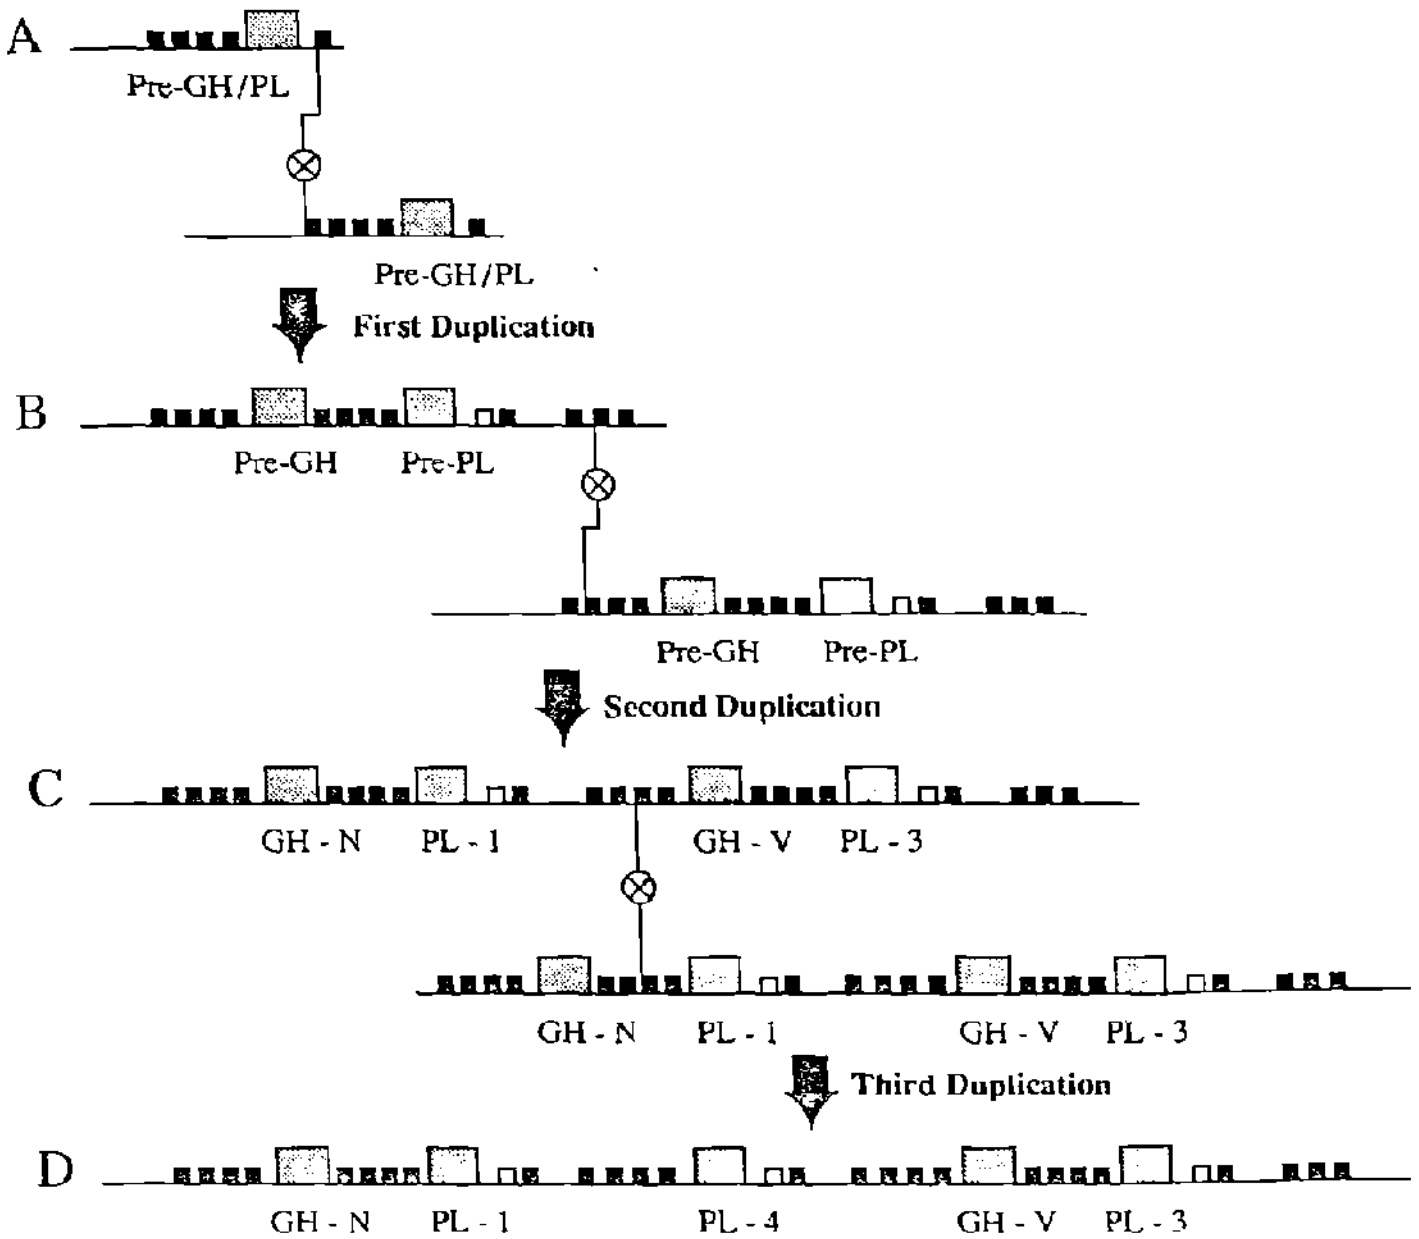 A
Pre-GH/PL
Pre-GH/PL
First Duplication
B
Pre-GH Pre-PL
Pre-GH Pre-PL
Second Duplication
C
GH - N PL - 1 GH - V PL - 3
GH - N PL - 1 GH - V PL - 3
Third Duplication
D
GH - N PL - 1 PL - 4 GH - V PL - 3